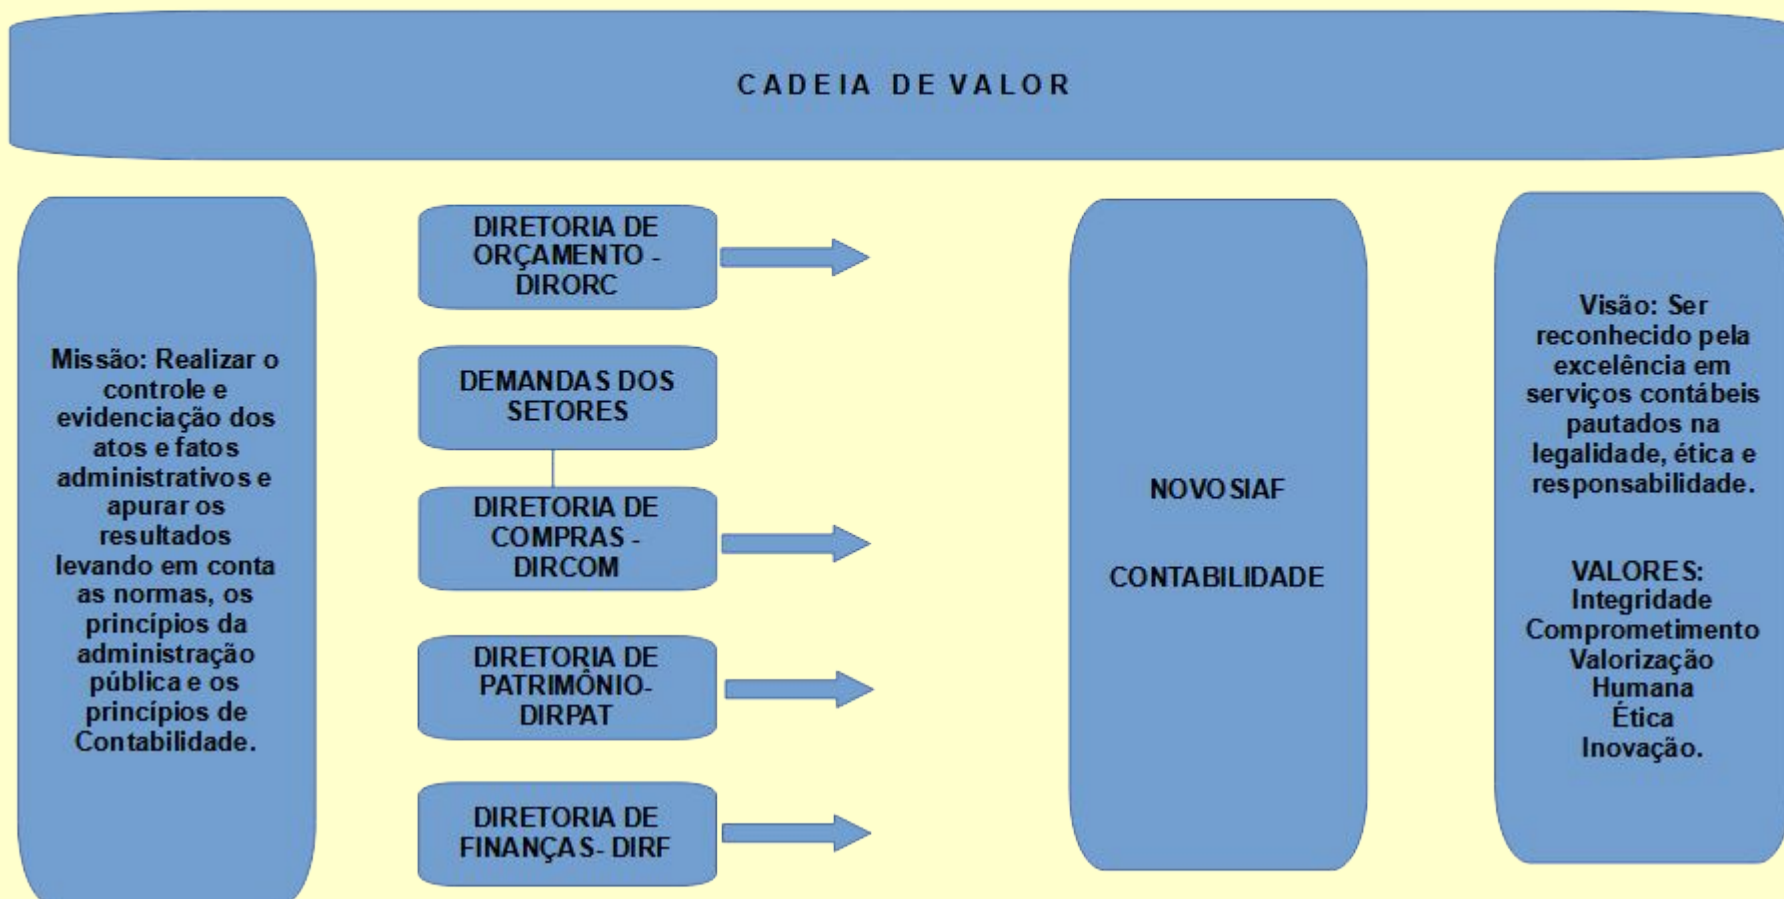 CADEIA DE VALOR
Missão: Realizar o
controle e
evidenciação dos
atos e fatos
administrativos e
apurar os
resultados
levando em conta
as normas, os
princípios da
administração
pública e os
princípios de
Contabilidade.
DIRETORIA DE
ORÇAMENTO -
DIRORC
DEMANDAS DOS
SETORES
DIRETORIA DE
COMPRAS -
DIRCOM
DIRETORIA DE
PATRIMÔNIO-
DIRPAT
DIRETORIA DE
FINANÇAS- DIRF
NOVOSIAF
CONTABILIDADE
Visão: Ser
reconhecido pela
excelência em
serviços contábeis
pautados na
legalidade, ética e
responsabilidade.
VALORES:
Integridade
Comprometimento
Valorização
Humana
Ética
Inovação.